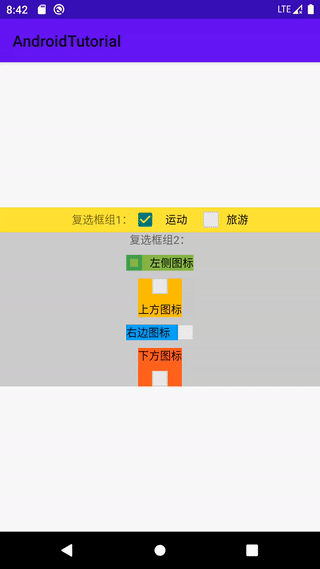 8:42 LTE
AndroidTutorial
复选框组1： 运动 旅游
复选框组2：
左侧图标
上方图标
右边图标
下方图标